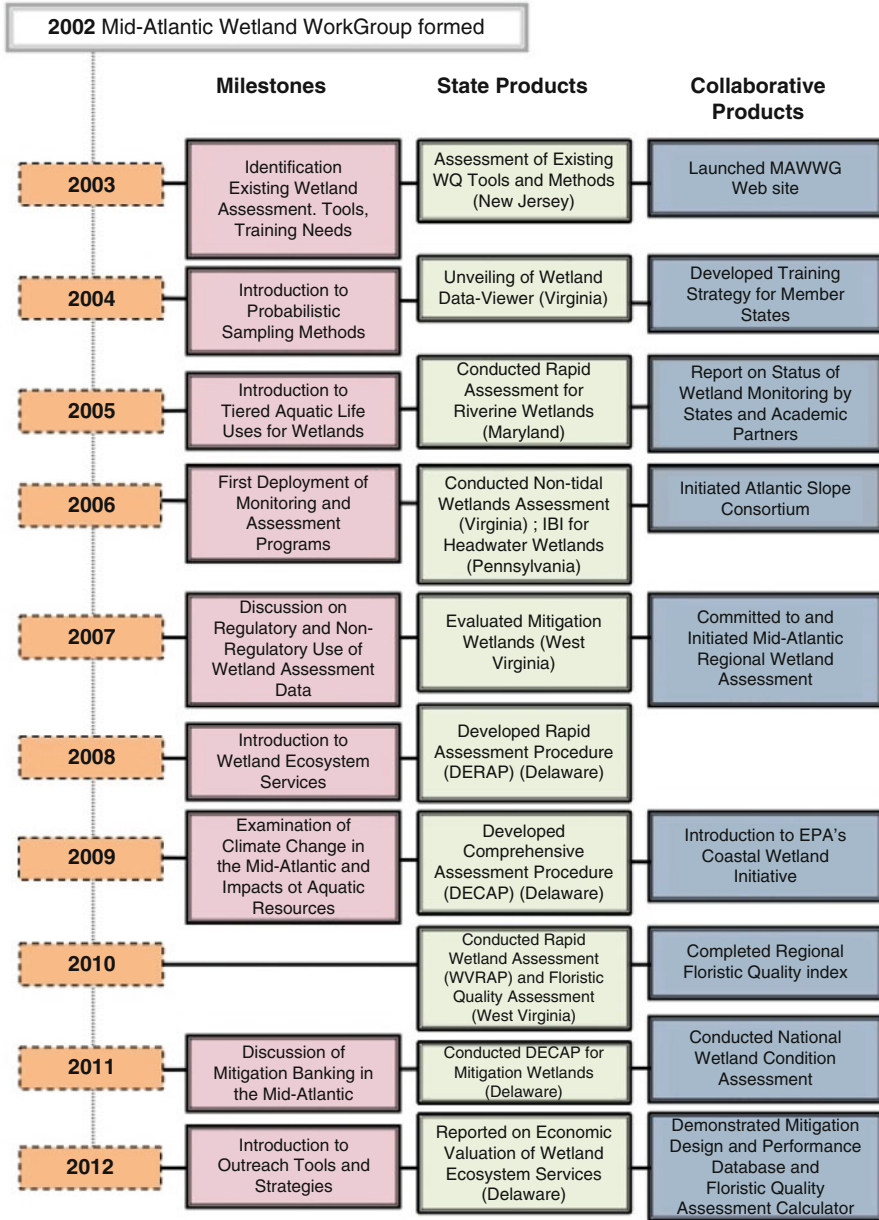 2002 Mid-Atlantic Wetland WorkGroup formed
Milestones
State Products
Collaborative
Products
2003
Identification
Existing Wetland
Assessment. Tools,
Training Needs
Assessment of Existing
WQ Tools and Methods
(New Jersey)
Launched MAWWG
Web site
2004
Introduction to
Probabilistic
Sampling Methods
Unveiling of Wetland
Data-Viewer (Virginia)
Developed Training
Strategy for Member
States
2005
Introduction to
Tiered Aquatic Life
Uses for Wetlands
Conducted Rapid
Assessment for
Riverine Wetlands
(Maryland)
Report on Status of
Wetland Monitoring by
States and Academic
Partners
2006
First Deployment of
Monitoring and
Assessment
Programs
Conducted Non-tidal
Wetlands Assessment
(Virginia) ; IBI for
Headwater Wetlands
(Pennsylvania)
Initiated Atlantic Slope
Consortium
2007
Discussion on
Regulatory and Non-
Regulatory Use of
Wetland Assessment
Data
Evaluated Mitigation
Wetlands (West
Virginia)
Committed to and
Initiated Mid-Atlantic
Regional Wetland
Assessment
2008
Introduction to
Wetland Ecosystem
Services
Developed Rapid
Assessment Procedure
(DERAP) (Delaware)
2009
Examination of
Climate Change in
the Mid-Atlantic and
Impacts ot Aquatic
Resources
Developed
Comprehensive
Assessment Procedure
(DECAP) (Delaware)
Introduction to EPA's
Coastal Wetland
Initiative
2010
Conducted Rapid
Wetland Assessment
(WVRAP) and Floristic
Quality Assessment
(West Virginia)
Completed Regional
Floristic Quality index
2011
Discussion of
Mitigation Banking in
the Mid-Atlantic
Conducted DECAP for
Mitigation Wetlands
(Delaware)
Conducted National
Wetland Condition
Assessment
2012
Introduction to
Outreach Tools and
Strategies
Reported on Economic
Valuation of Wetland
Ecosystem Services
(Delaware)
Demonstrated Mitigation
Design and Performance
Database and
Floristic Quality
Assessment Calculator